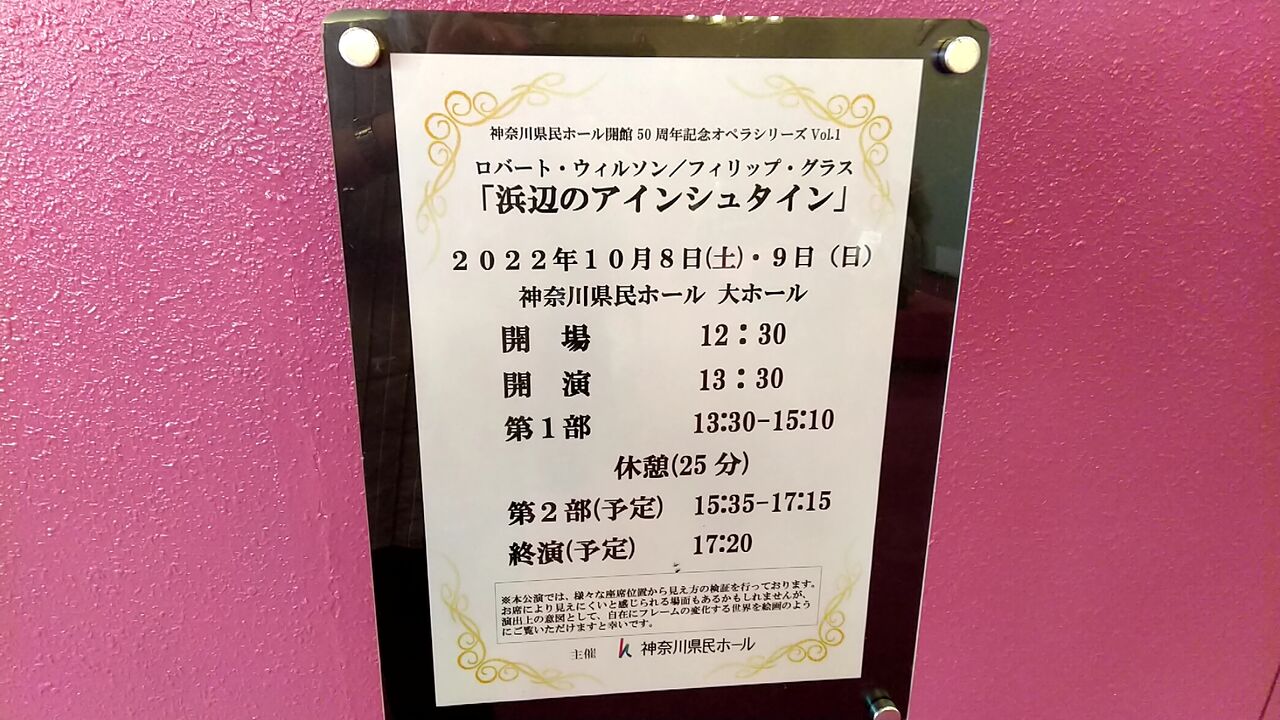 神奈川県民ホール開館50周年記念オペラシリーズ Vol.1
ロバート・ウィルソン／フィリップ・グラス
「浜辺のアインシュタイン」
２０２２年１０月８日(土)・９日（日）
神奈川県民ホール 大ホール
開　場 12：30
開　演 13：30
第１部 13:30-15:10
休憩(25分)
第２部(予定) 15:35-17:15
終演(予定) 17:20
※本公演では、様々な座席位置から見え方の検証を行っております。
お席により見えにくいと感じられる場面もあるかもしれませんが、
演出上の意図として、自在にフレームの変化する世界を絵画のよう
にご覧いただけますと幸いです。
主催 神奈川県民ホール